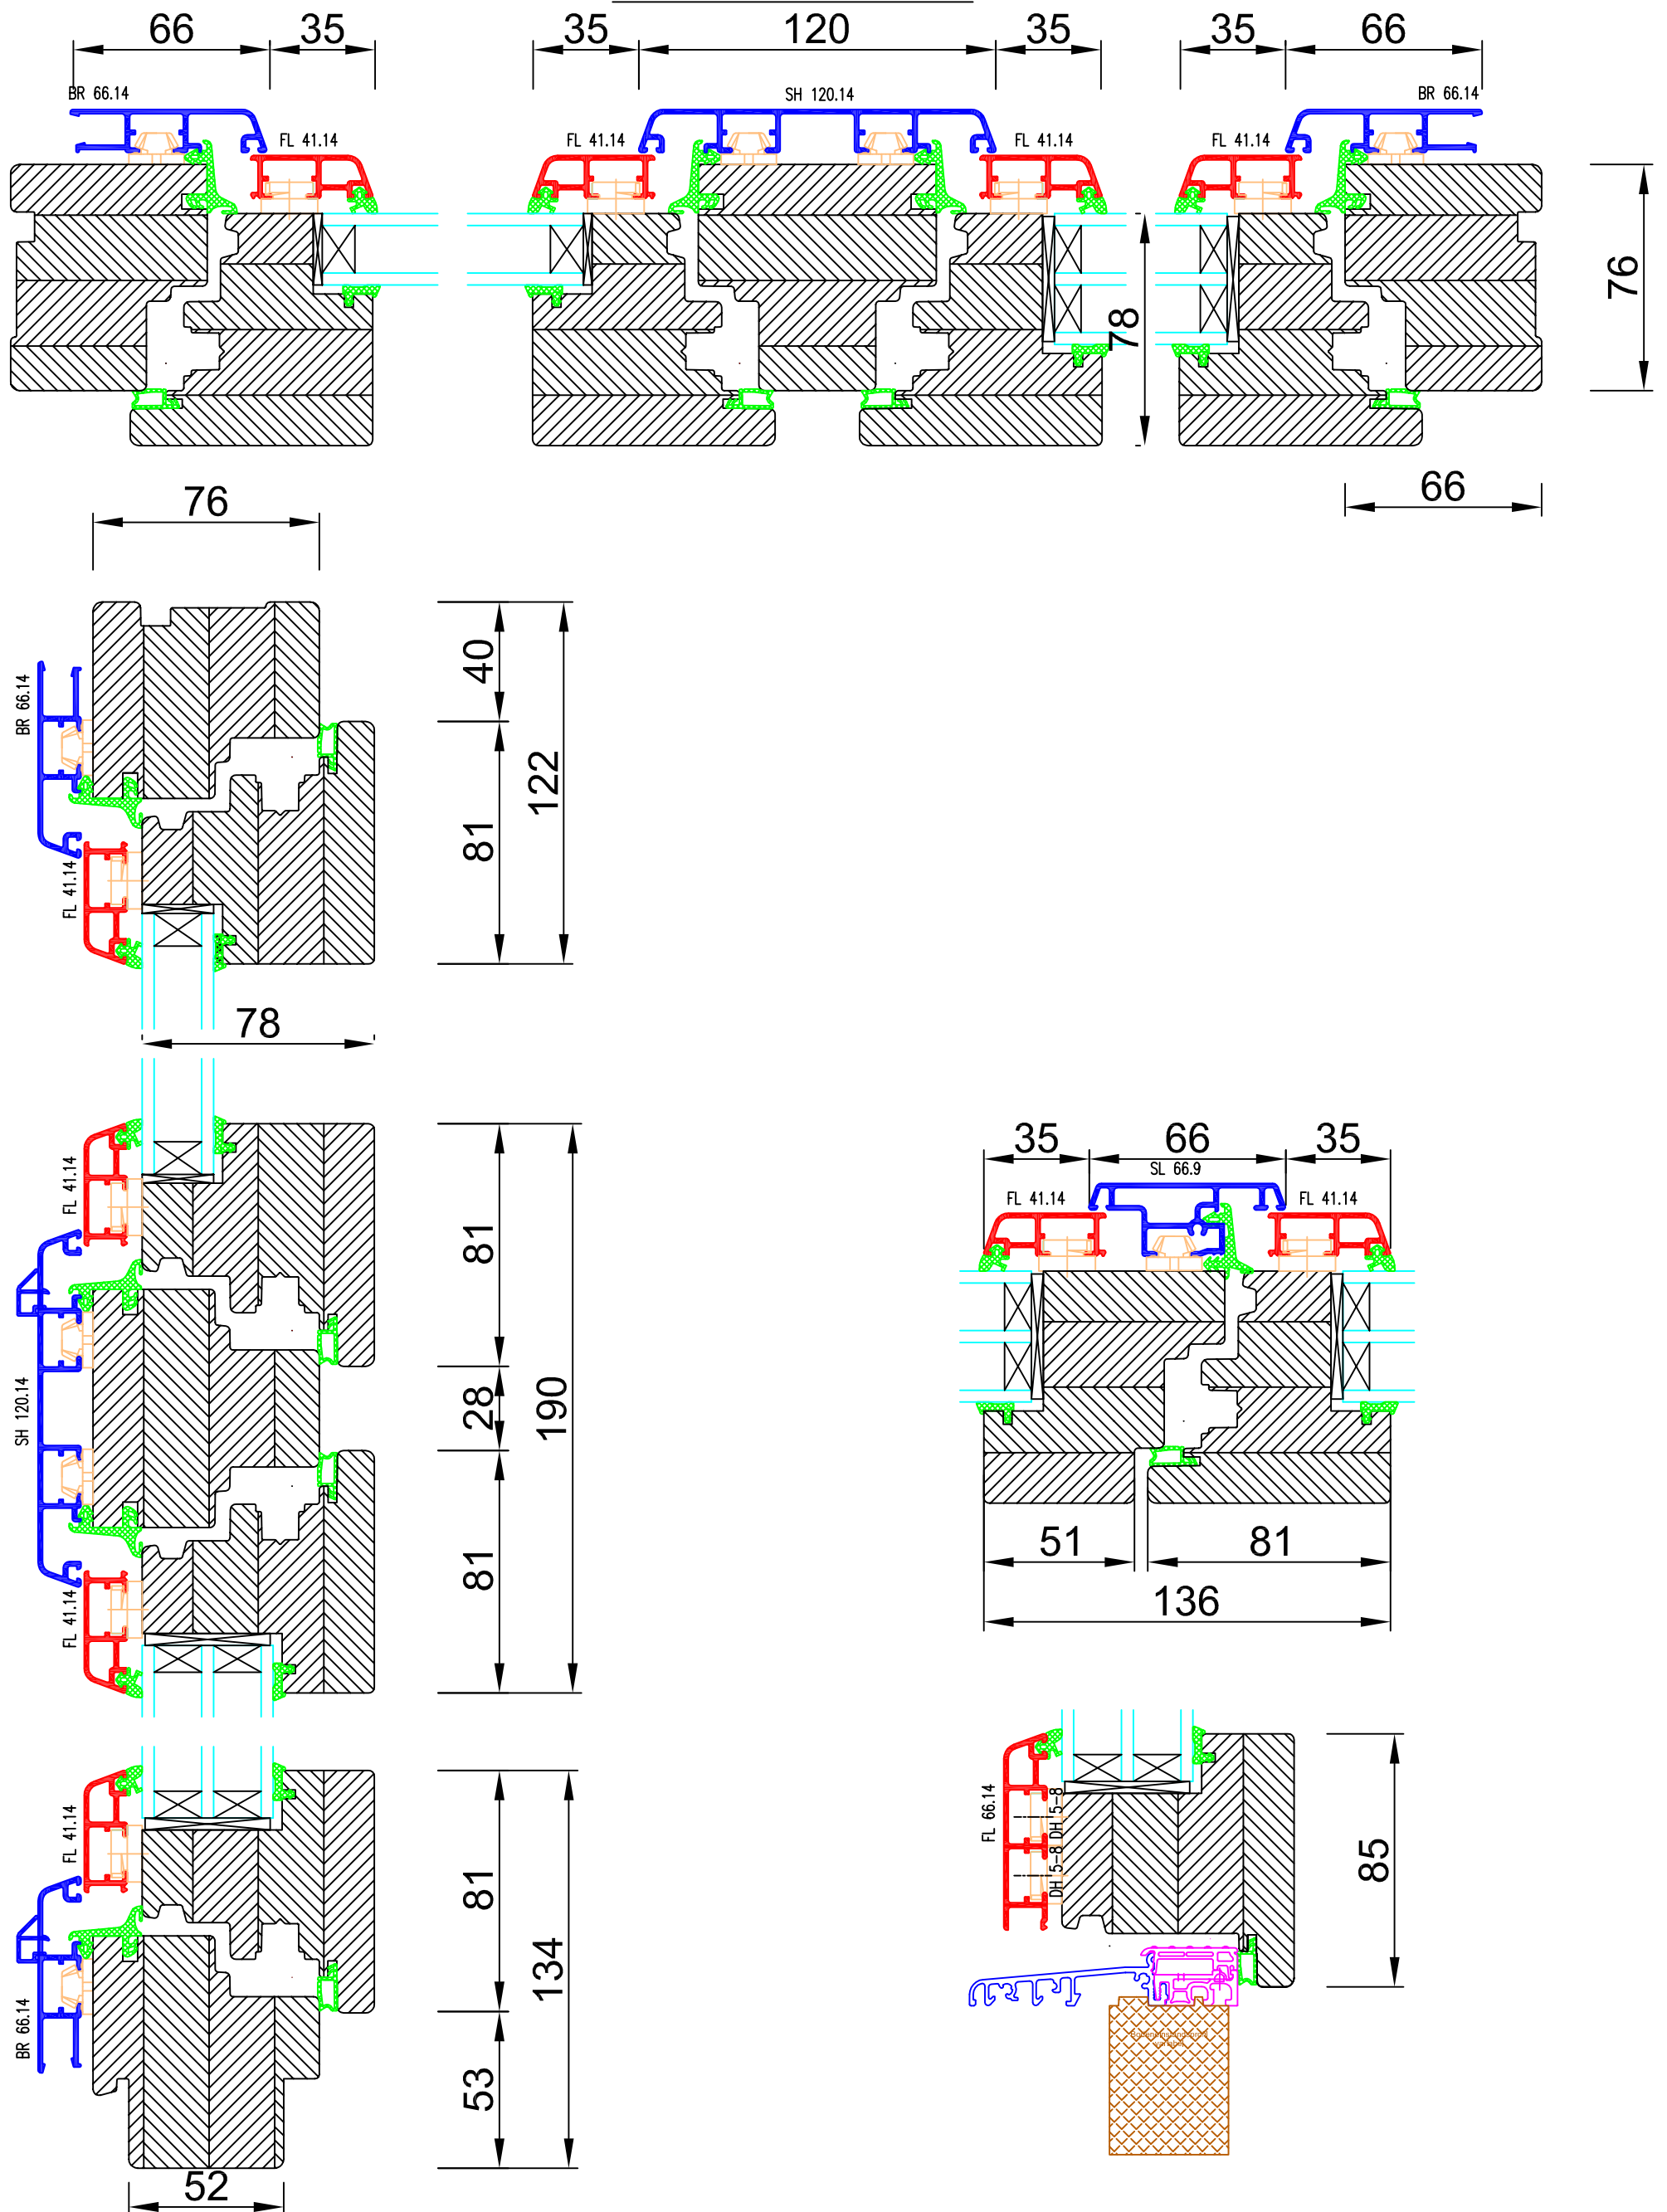 66 35 35 120 35 35 66
BR 66.14 SH 120.14 BR 66.14
FL 41.14 FL 41.14 FL 41.14 FL 41.14
76
78
66
76
40
122
BR 66.14
81
FL 41.14
78
FL 41.14
81
SH 120.14
28
190
81
FL 41.14
35 66 35
SL 66.9
FL 41.14 FL 41.14
51 81
136
FL 41.14
81
134
BR 66.14
53
52
FL 66.14
DH 5-8 DH 5-8
85